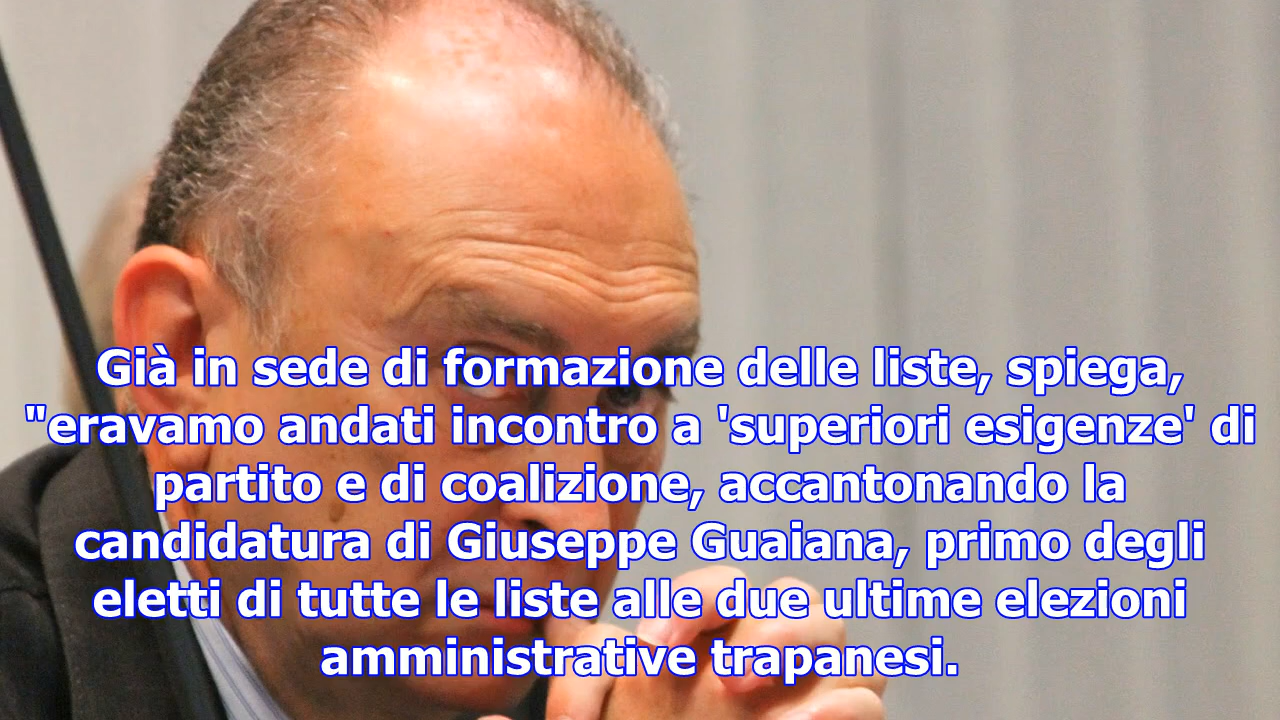 Già in sede di formazione delle liste, spiega,
"eravamo andati incontro a 'superiori esigenze' di
partito e di coalizione, accantonando la
candidatura di Giuseppe Guaiana, primo degli
eletti di tutte le liste alle due ultime elezioni
amministrative trapanesi.